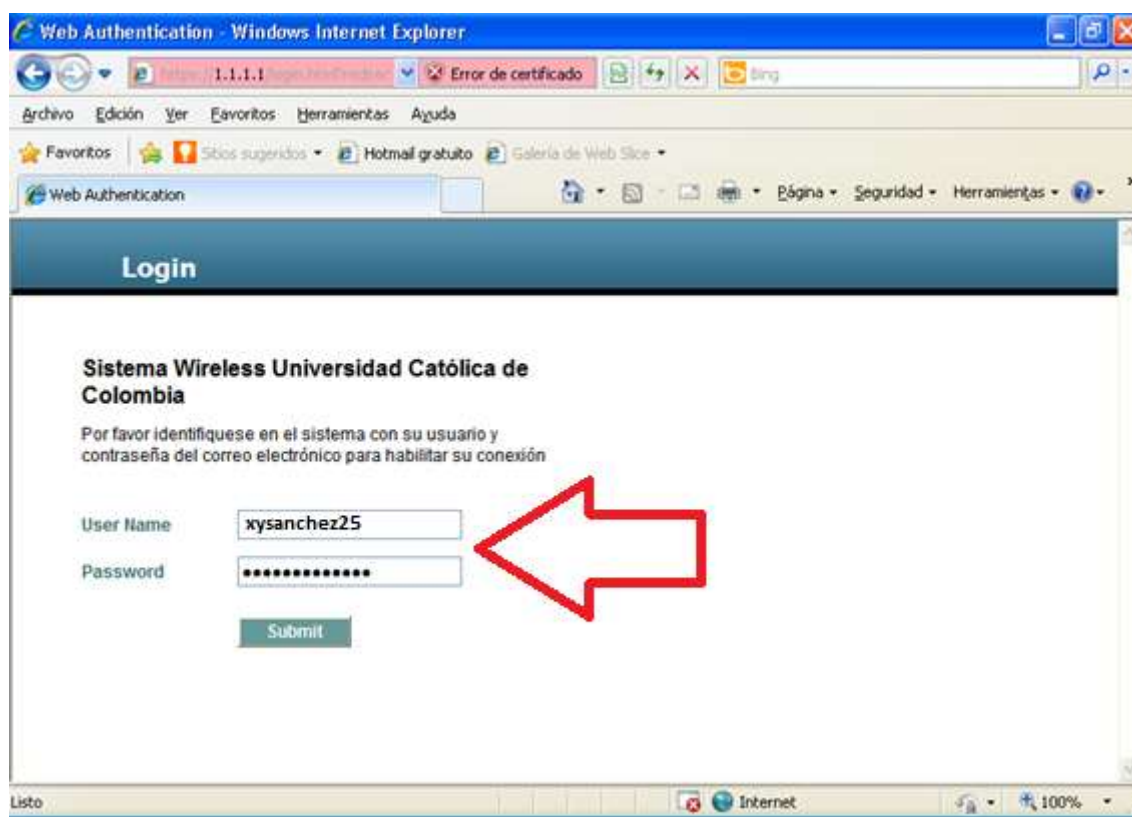 Web Authentication - Windows Internet Explorer
1.1.1.1 Error de certificado bing
Archivo Edición Ver Favoritos Herramientas Ayuda
Favoritos Sitios sugeridos Hotmail gratuito Galería de Web Slice
Web Authentication Página Seguridad Herramientas
Login
Sistema Wireless Universidad Católica de
Colombia
Por favor identifiquese en el sistema con su usuario y
contraseña del correo electrónico para habilitar su conexión
User Name xysanchez25
Password •••••••••••••
Submit
Listo Internet 100%